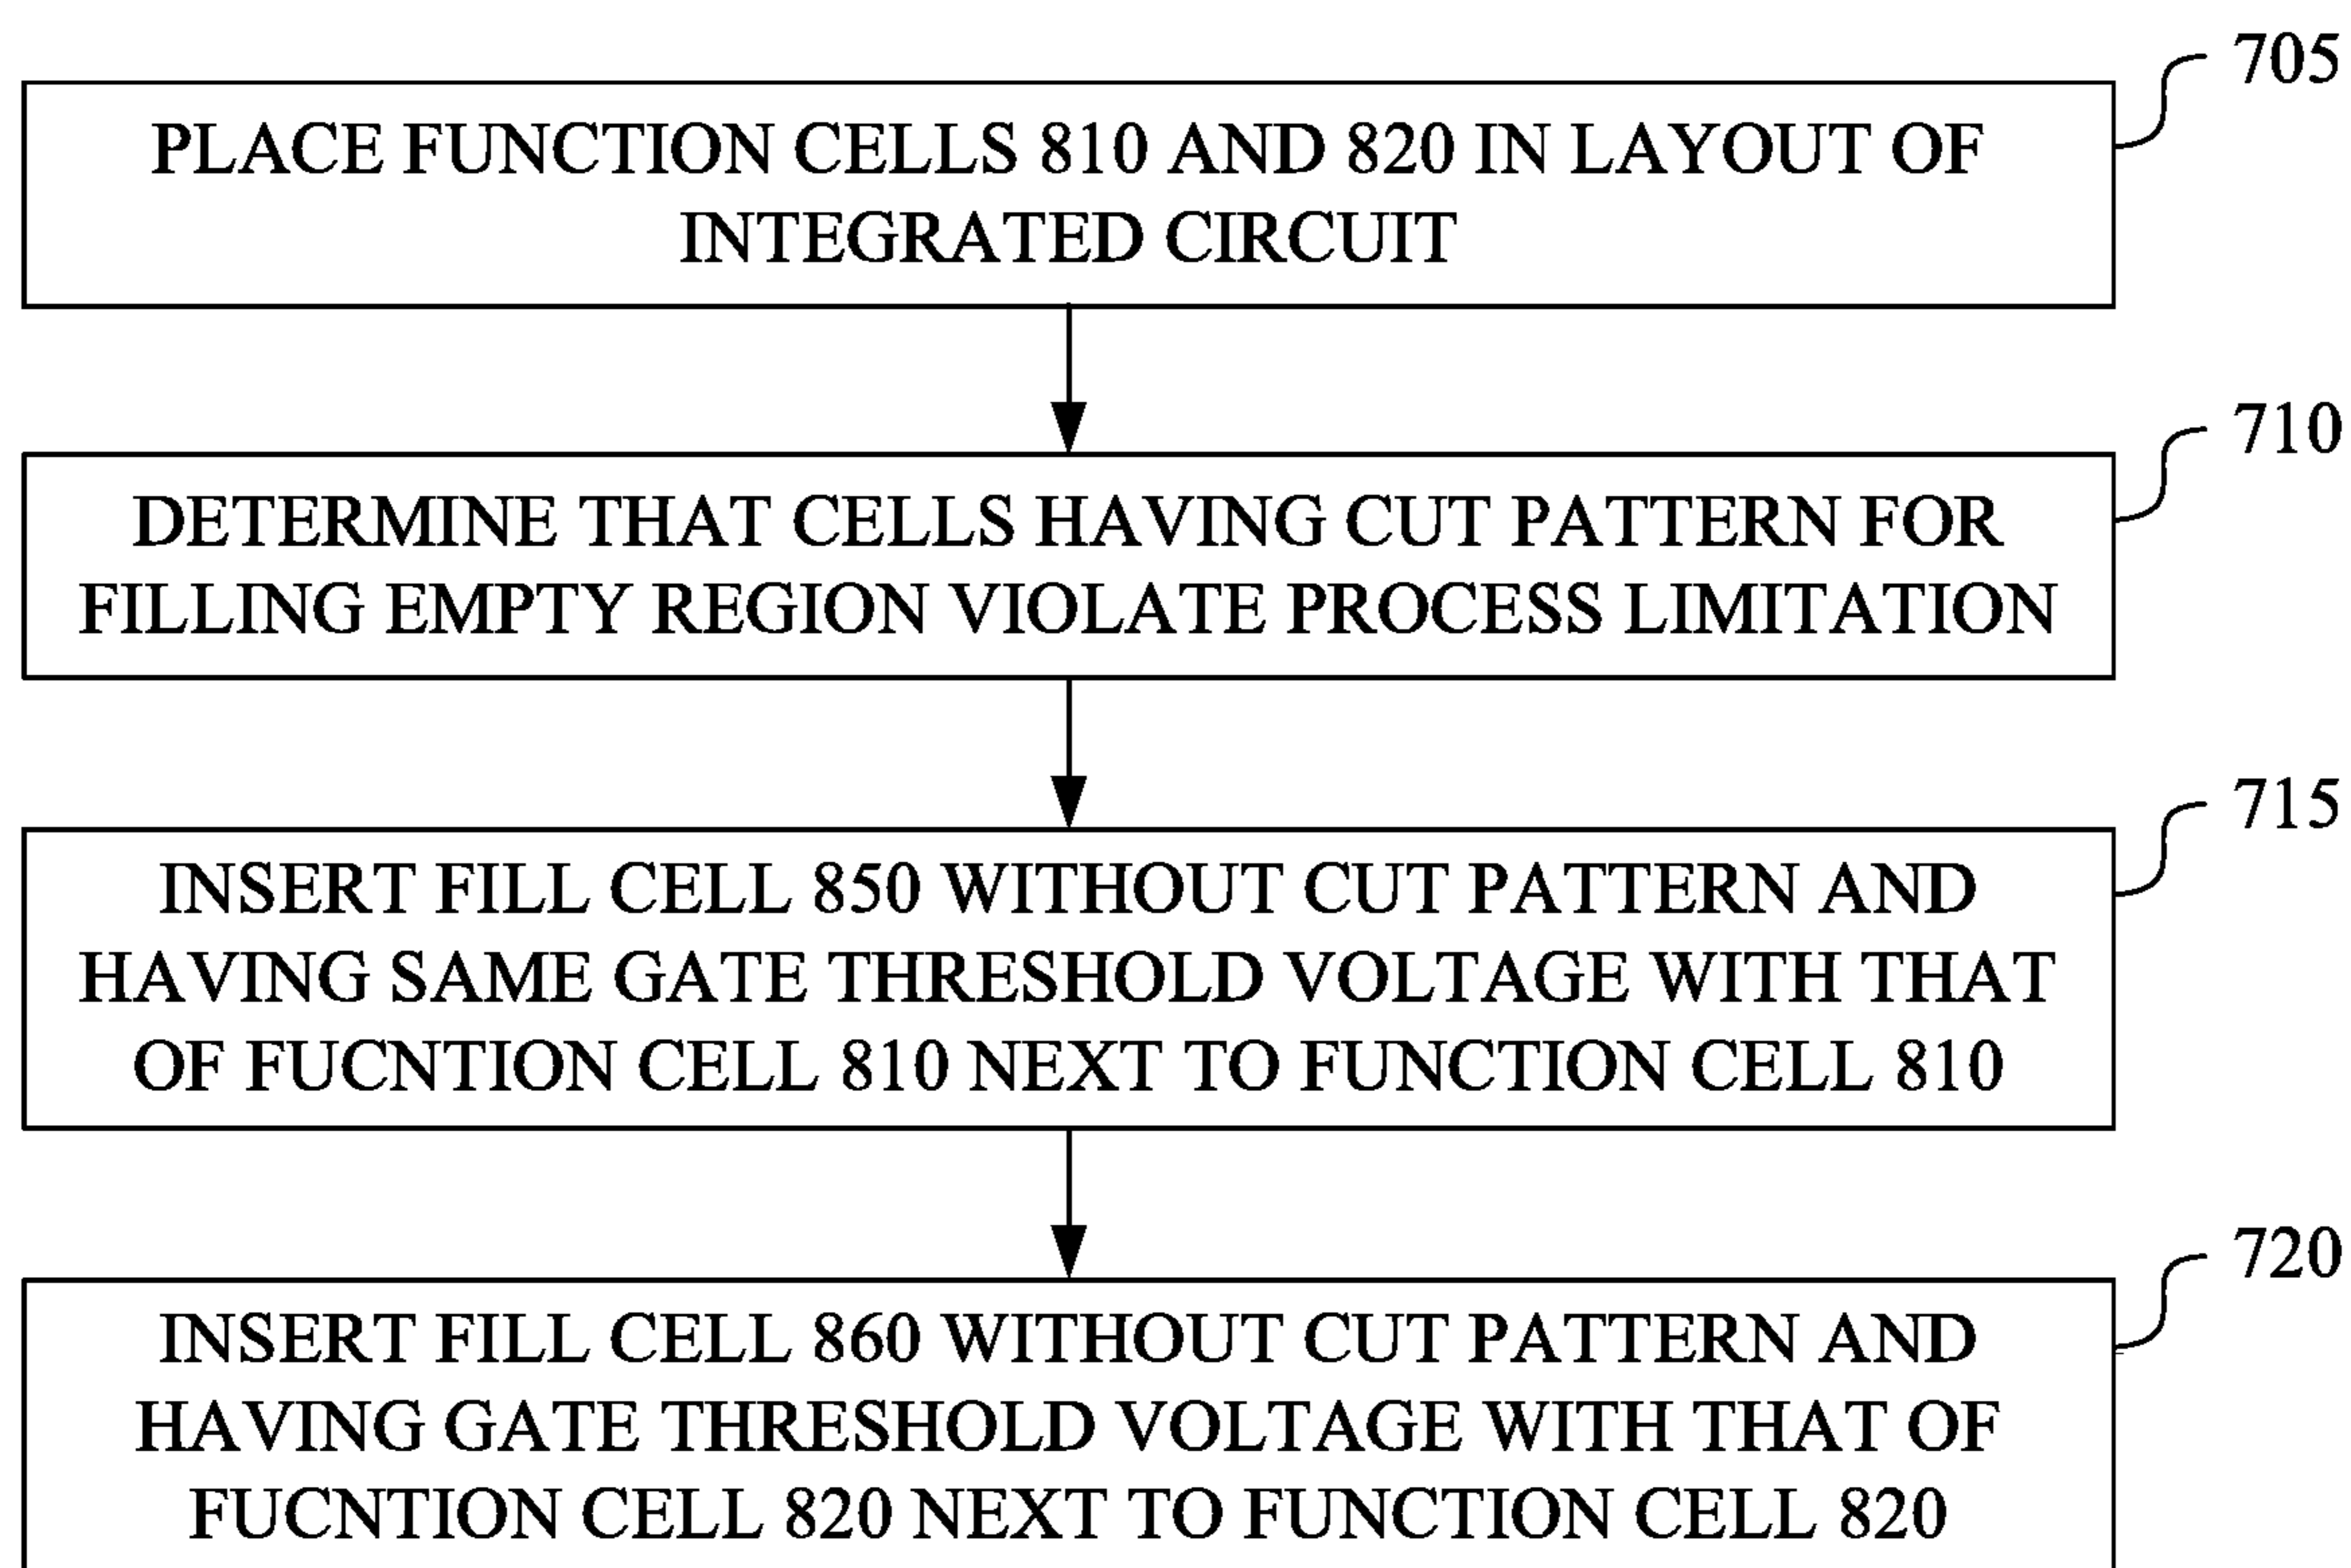 705
PLACE FUNCTION CELLS 810 AND 820 IN LAYOUT OF
INTEGRATED CIRCUIT
710
DETERMINE THAT CELLS HAVING CUT PATTERN FOR
FILLING EMPTY REGION VIOLATE PROCESS LIMITATION
715
INSERT FILL CELL 850 WITHOUT CUT PATTERN AND
HAVING SAME GATE THRESHOLD VOLTAGE WITH THAT
OF FUCNTION CELL 810 NEXT TO FUNCTION CELL 810
720
INSERT FILL CELL 860 WITHOUT CUT PATTERN AND
HAVING GATE THRESHOLD VOLTAGE WITH THAT OF
FUCNTION CELL 820 NEXT TO FUNCTION CELL 820